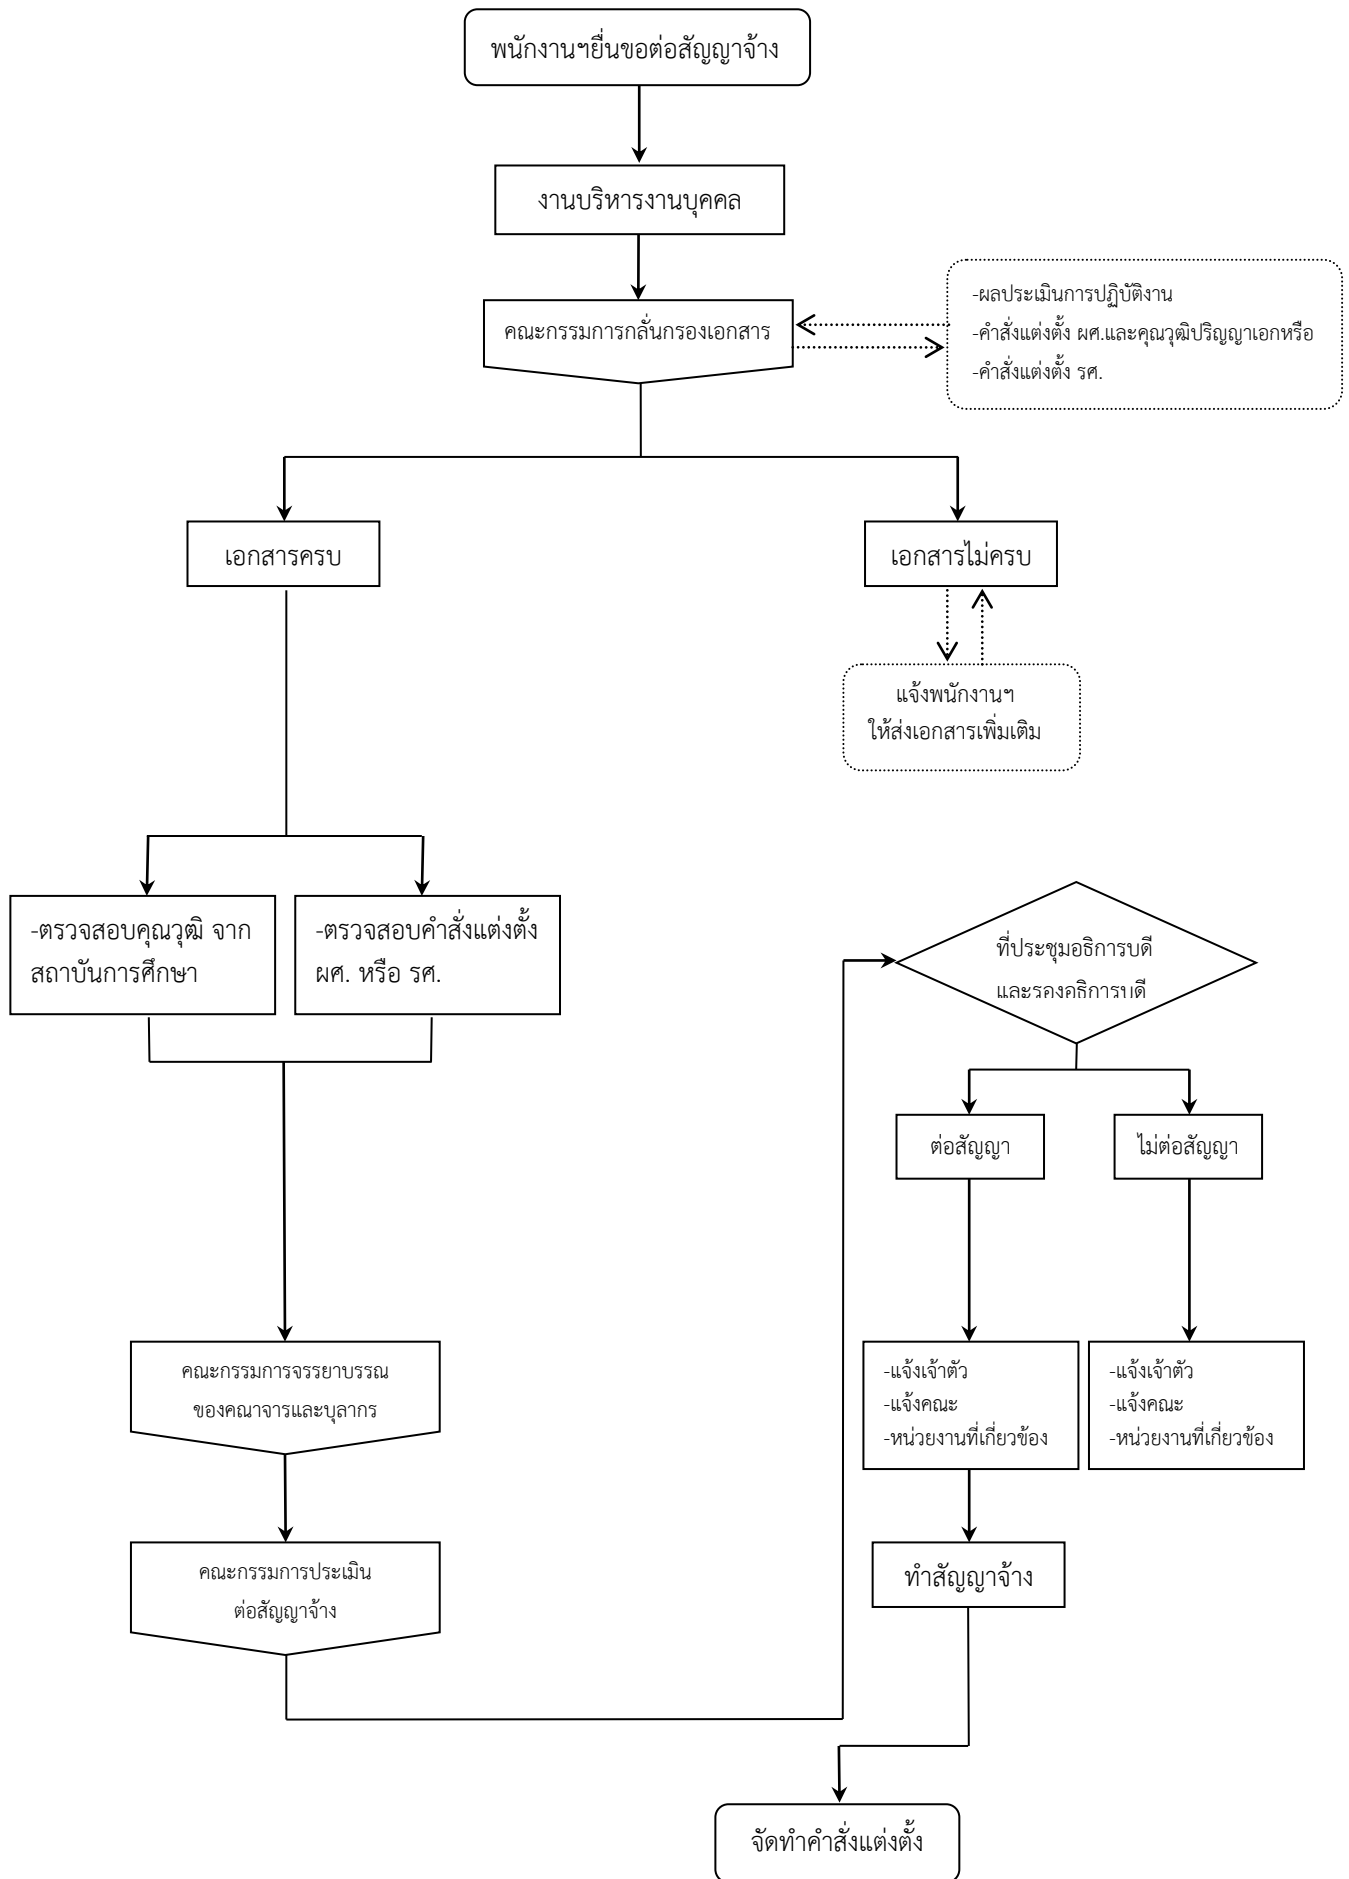 พนักงานฯยื่นขอต่อสัญญาจ้าง
งานบริหารงานบุคคล
คณะกรรมการกลั่นกรองเอกสาร
-ผลประเมินการปฏิบัติงาน
-คำสั่งแต่งตั้ง ผศ.และคุณวุฒิปริญญาเอกหรือ
-คำสั่งแต่งตั้ง รศ.
เอกสารครบ
เอกสารไม่ครบ
แจ้งพนักงานฯ
ให้ส่งเอกสารเพิ่มเติม
-ตรวจสอบคุณวุฒิ จาก
สถาบันการศึกษา
-ตรวจสอบคำสั่งแต่งตั้ง
ผศ. หรือ รศ.
ที่ประชุมอธิการบดี
และรองอธิการบดี
ต่อสัญญา
ไม่ต่อสัญญา
คณะกรรมการจรรยาบรรณ
ของคณาจารและบุลากร
-แจ้งเจ้าตัว
-แจ้งคณะ
-หน่วยงานที่เกี่ยวข้อง
-แจ้งเจ้าตัว
-แจ้งคณะ
-หน่วยงานที่เกี่ยวข้อง
คณะกรรมการประเมิน
ต่อสัญญาจ้าง
ทำสัญญาจ้าง
จัดทำคำสั่งแต่งตั้ง